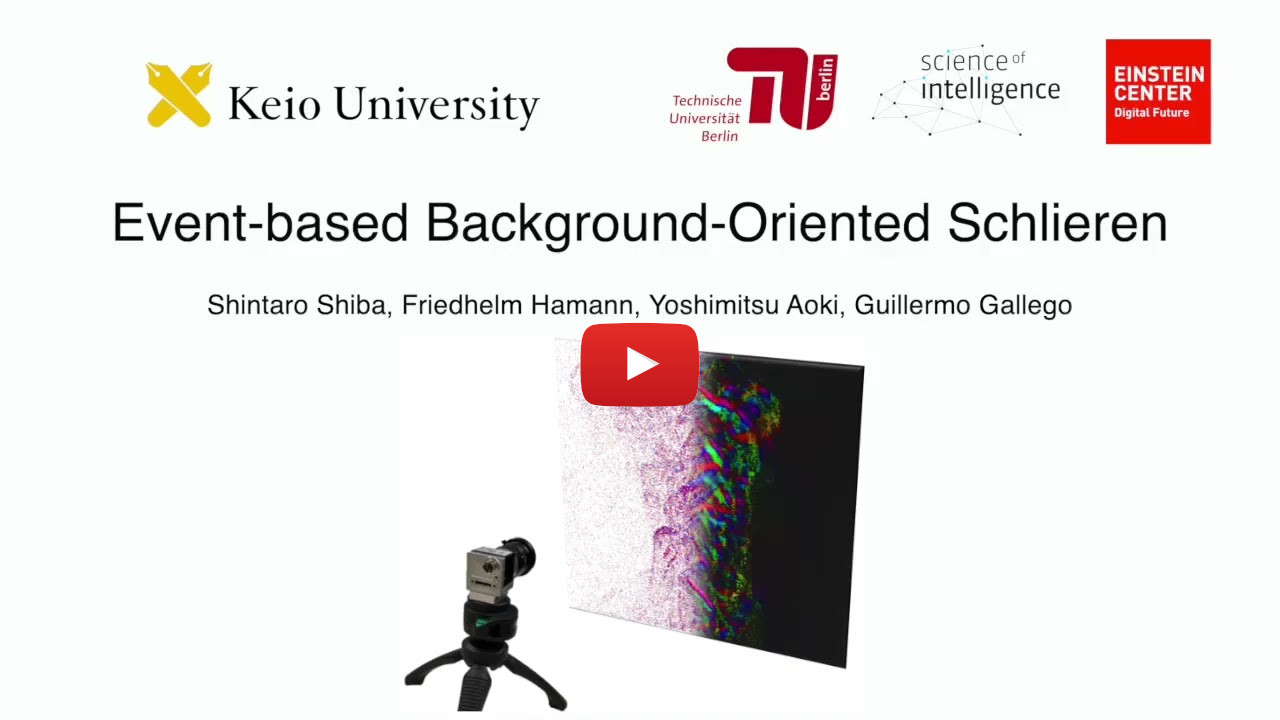 Keio University
Technische
Universität
Berlin
berlin
science of
intelligence
EINSTEIN
CENTER
Digital Future
Event-based Background-Oriented Schlieren
Shintaro Shiba, Friedhelm Hamann, Yoshimitsu Aoki, Guillermo Gallego